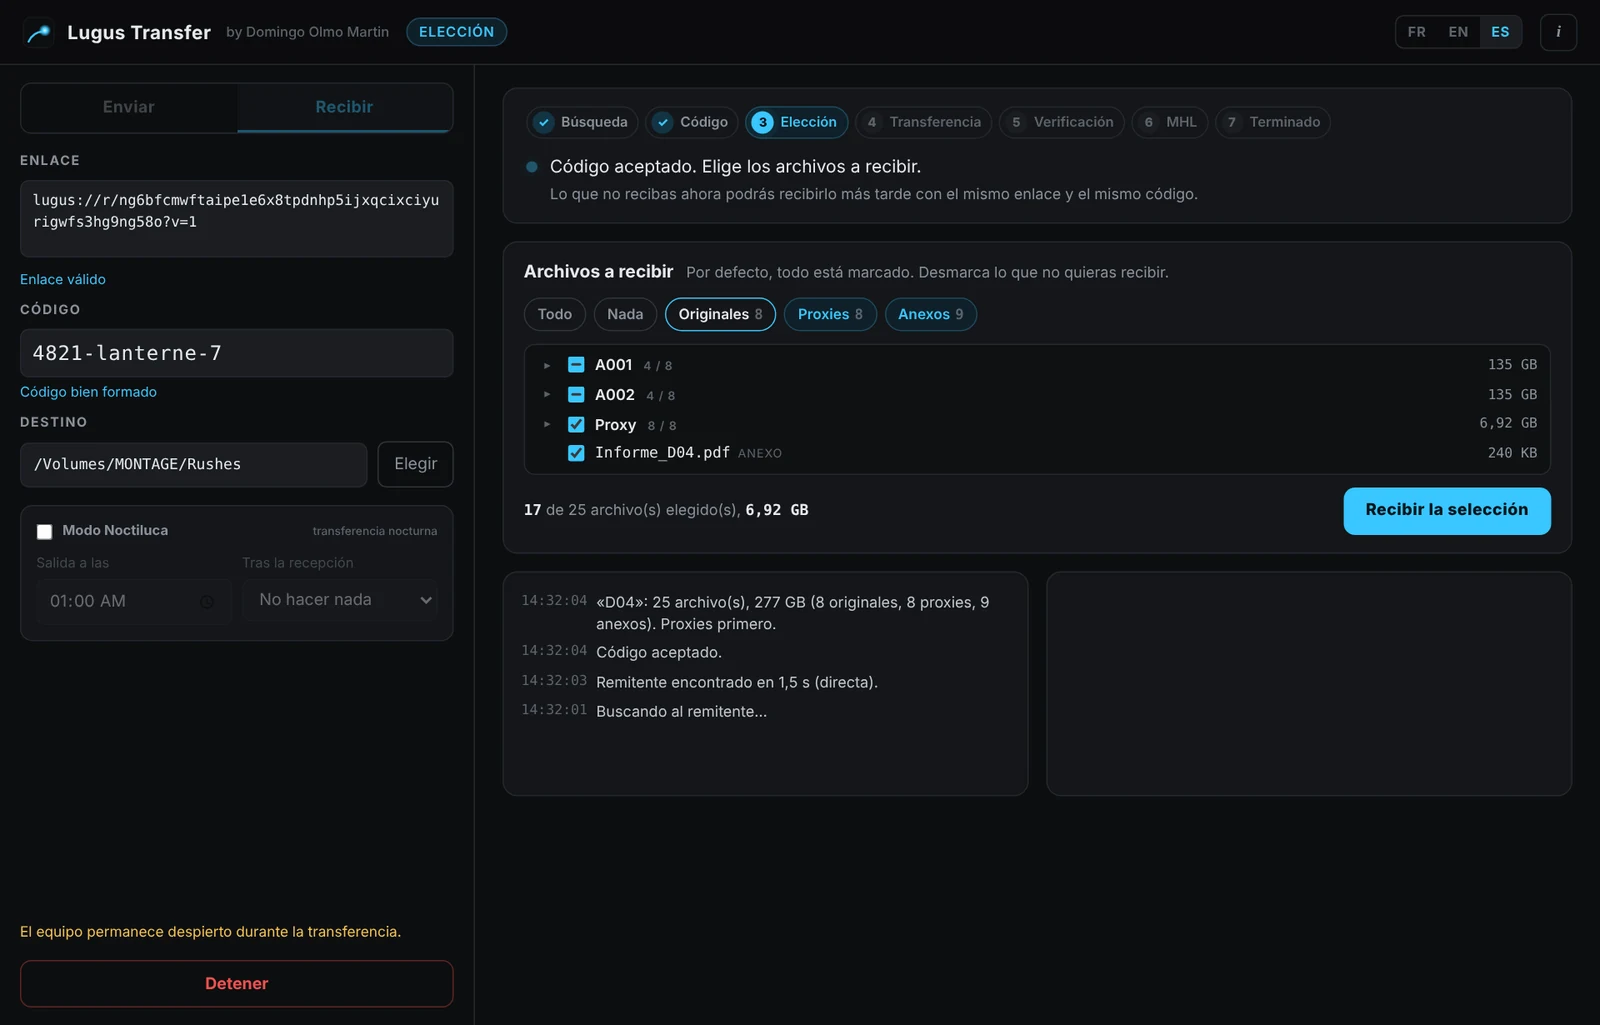 Lugus Transfer by Domingo Olmo Martin ELECCIÓN
FR EN ES i
Enviar Recibir
ENLACE
lugus://r/ng6bfcmwftaipe1e6x8tpdnhp5ijxqcixciyu
rigwfs3hg9ng58o?v=1
Enlace válido
CÓDIGO
4821-lanterne-7
Código bien formado
DESTINO
/Volumes/MONTAGE/Rushes Elegir
Modo Noctiluca transferencia nocturna
Salida a las Tras la recepción
01:00 AM No hacer nada
El equipo permanece despierto durante la transferencia.
Detener
Búsqueda Código 3 Elección 4 Transferencia 5 Verificación 6 MHL 7 Terminado
Código aceptado. Elige los archivos a recibir.
Lo que no recibas ahora podrás recibirlo más tarde con el mismo enlace y el mismo código.
Archivos a recibir Por defecto, todo está marcado. Desmarca lo que no quieras recibir.
Todo Nada Originales 8 Proxies 8 Anexos 9
A001 4 / 8 135 GB
A002 4 / 8 135 GB
Proxy 8 / 8 6,92 GB
Informe_D04.pdf ANEXO 240 KB
17 de 25 archivo(s) elegido(s), 6,92 GB Recibir la selección
14:32:04 «D04»: 25 archivo(s), 277 GB (8 originales, 8 proxies, 9
anexos). Proxies primero.
14:32:04 Código aceptado.
14:32:03 Remitente encontrado en 1,5 s (directa).
14:32:01 Buscando al remitente...